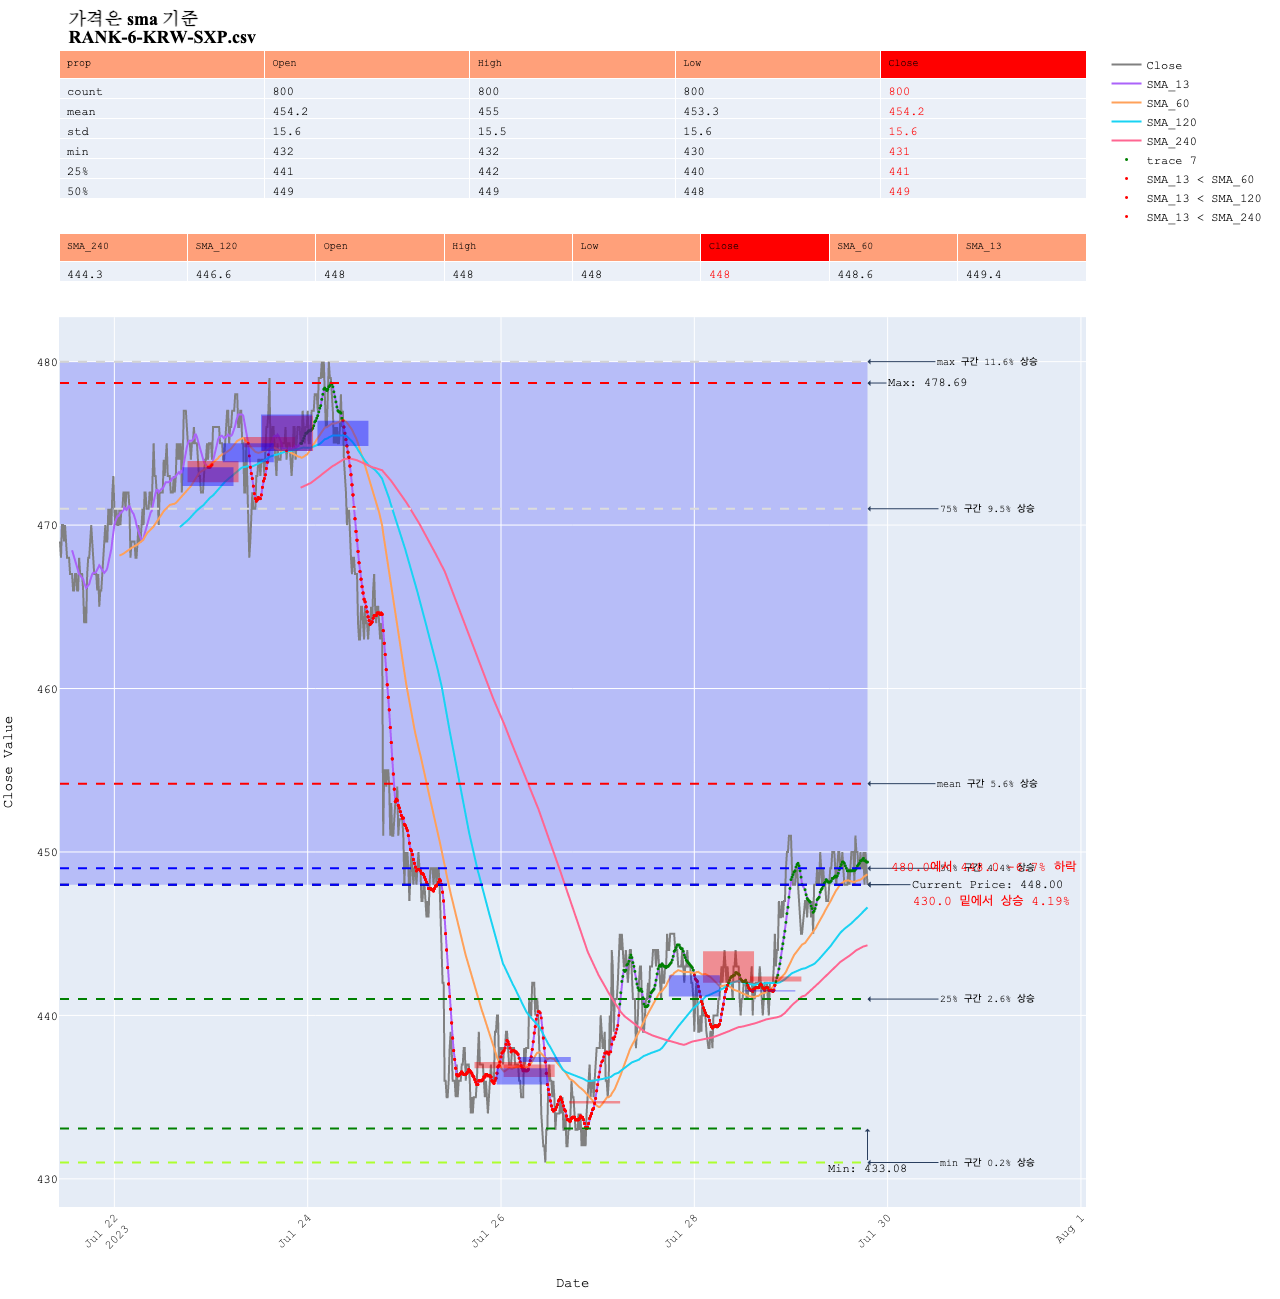 가격은 sma 기준
RANK-6-KRW-SXP.csv
prop Open High Low Close
count 800 800 800 800
mean 454.2 455 453.3 454.2
std 15.6 15.5 15.6 15.6
min 432 432 430 431
25% 441 442 440 441
50% 449 449 448 449
SMA_240 SMA_120 Open High Low Close SMA_60 SMA_13
444.3 446.6 448 448 448 448 448.6 449.4
Close
SMA_13
SMA_60
SMA_120
SMA_240
trace 7
SMA_13 < SMA_60
SMA_13 < SMA_120
SMA_13 < SMA_240
480
470
460
450
440
430
Close Value
max 구간 11.6% 상승
Max: 478.69
75% 구간 9.5% 상승
mean 구간 5.6% 상승
480.0에서 하락
구간 4.4% 상승
Current Price: 448.00
430.0 밑에서 상승 4.19%
25% 구간 2.6% 상승
min 구간 0.2% 상승
Min: 433.08
Jul 22
2023
Jul 24
Jul 26
Jul 28
Jul 30
Aug 1
Date